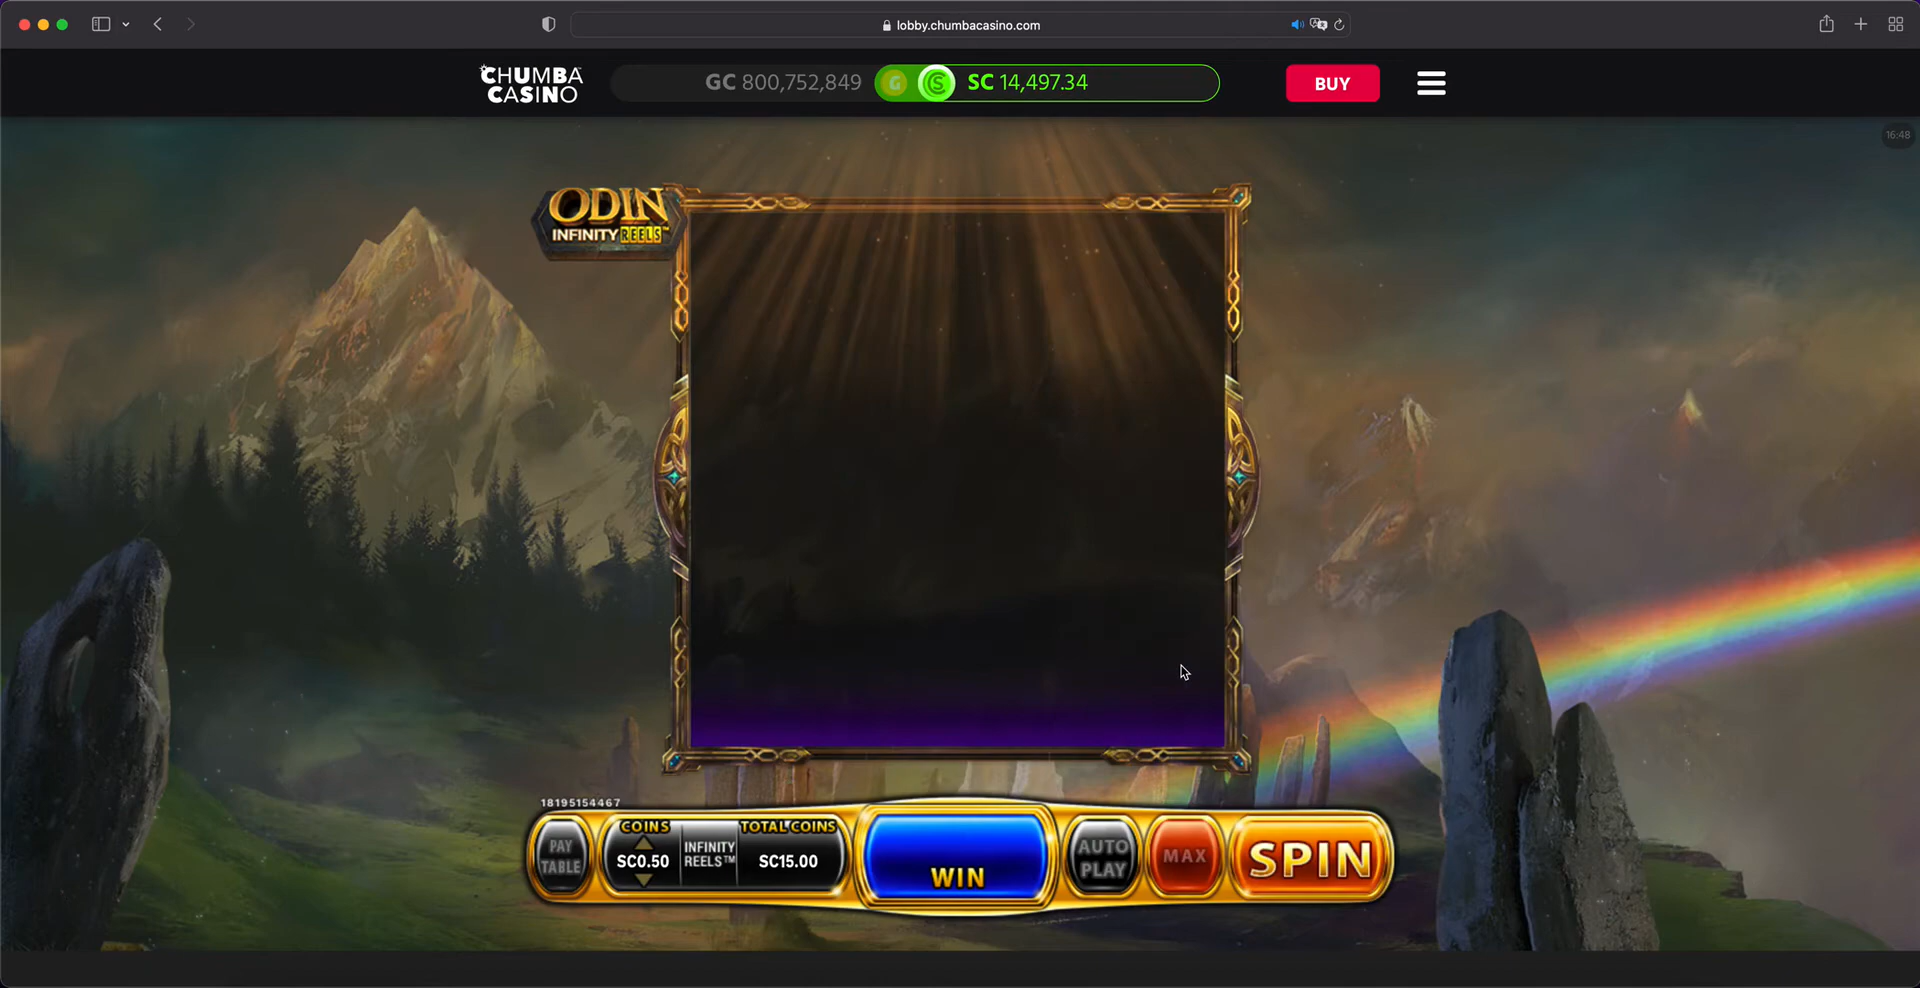 lobby.chumbacasino.com
CHUMBA CASINO
GC 800,752,849
G
S
SC 14,497.34
BUY
16:48
ODIN
INFINITY REELS™
18195154467
PAY TABLE
COINS
SC0.50
INFINITY REELS™
TOTAL COINS
SC15.00
WIN
AUTO PLAY
MAX
SPIN